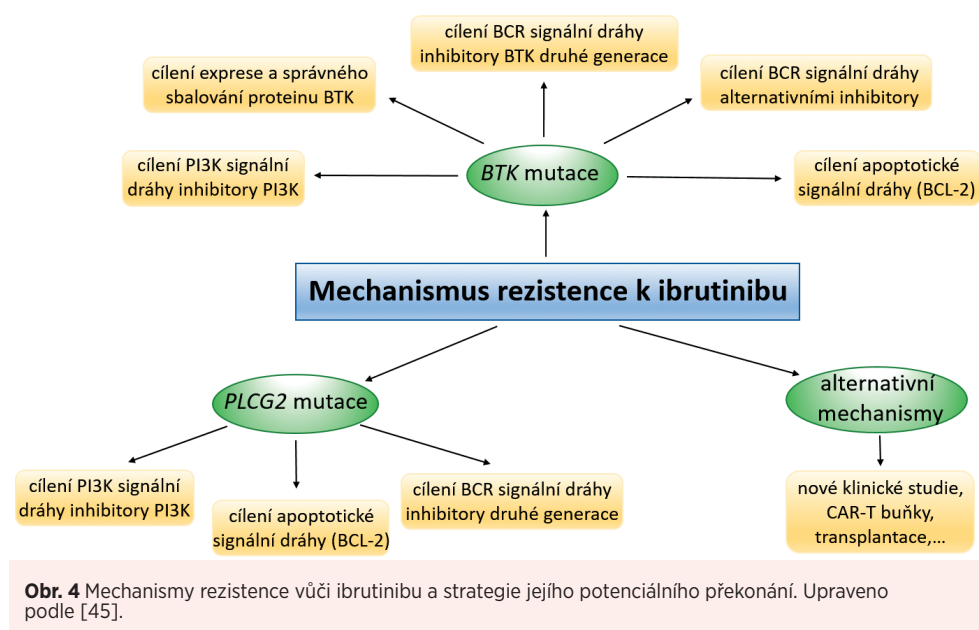 cílení BCR signální dráhy
inhibitory BTK druhé generace
cílení exprese a správného
sbalování proteinu BTK
cílení BCR signální dráhy
alternativními inhibitory
cílení PI3K signální
dráhy inhibitory PI3K
BTK mutace
cílení apoptotické
signální dráhy (BCL-2)
Mechanismus rezistence k ibrutinibu
PLCG2 mutace
alternativní
mechanismy
cílení PI3K signální
dráhy inhibitory PI3K
cílení apoptotické
signální dráhy (BCL-2)
cílení BCR signální dráhy
inhibitory druhé generace
nové klinické studie,
CAR-T buňky,
transplantace,...
Obr. 4 Mechanismy rezistence vůči ibrutinibu a strategie jejího potenciálního překonání. Upraveno
podle [45].